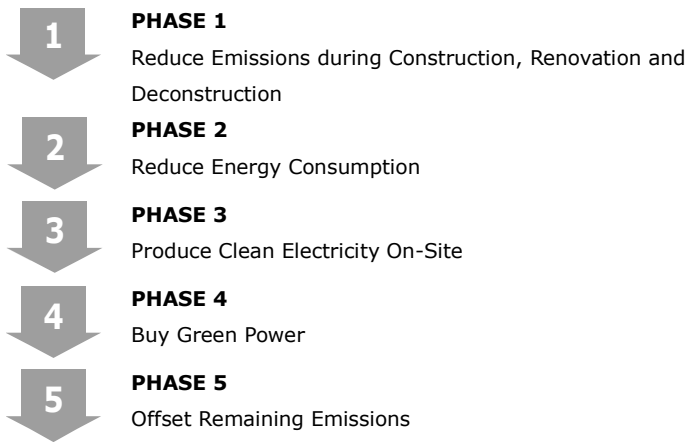 1
PHASE 1
Reduce Emissions during Construction, Renovation and
Deconstruction
2
PHASE 2
Reduce Energy Consumption
3
PHASE 3
Produce Clean Electricity On-Site
4
PHASE 4
Buy Green Power
5
PHASE 5
Offset Remaining Emissions